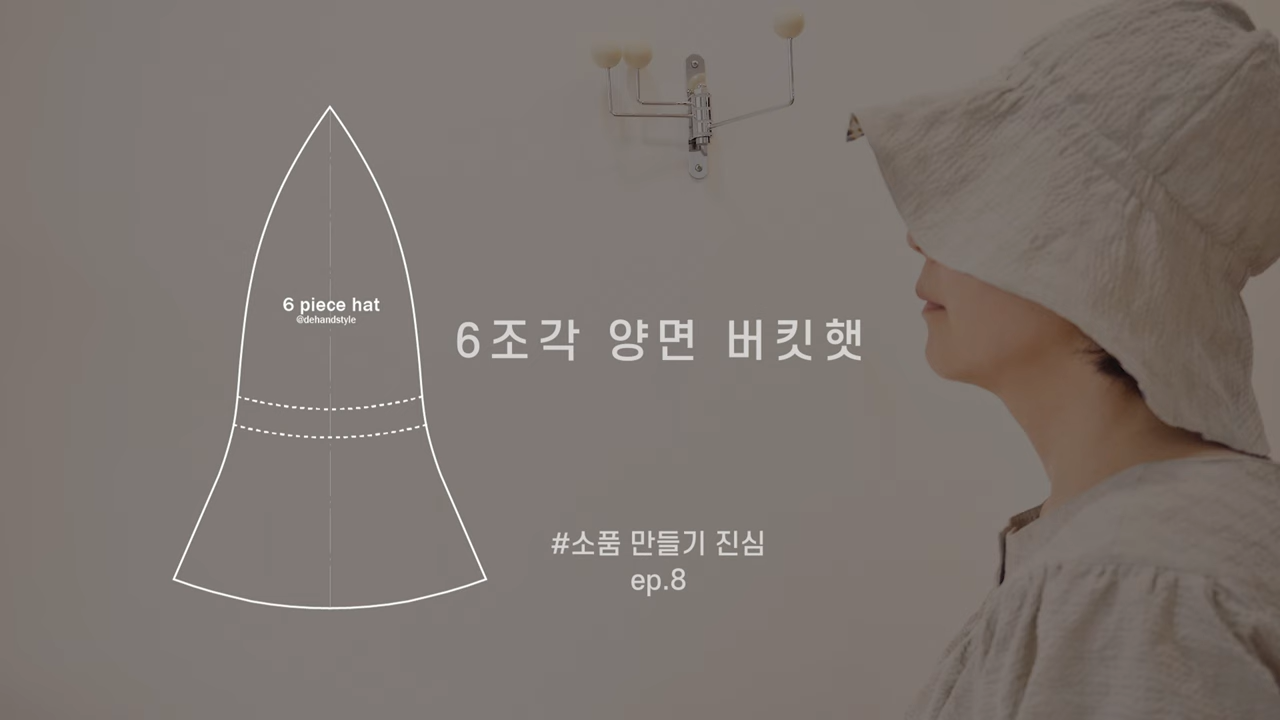 6 piece hat
@dehandstyle
6조각 양면 버킷햇
#소품 만들기 진심
ep.8